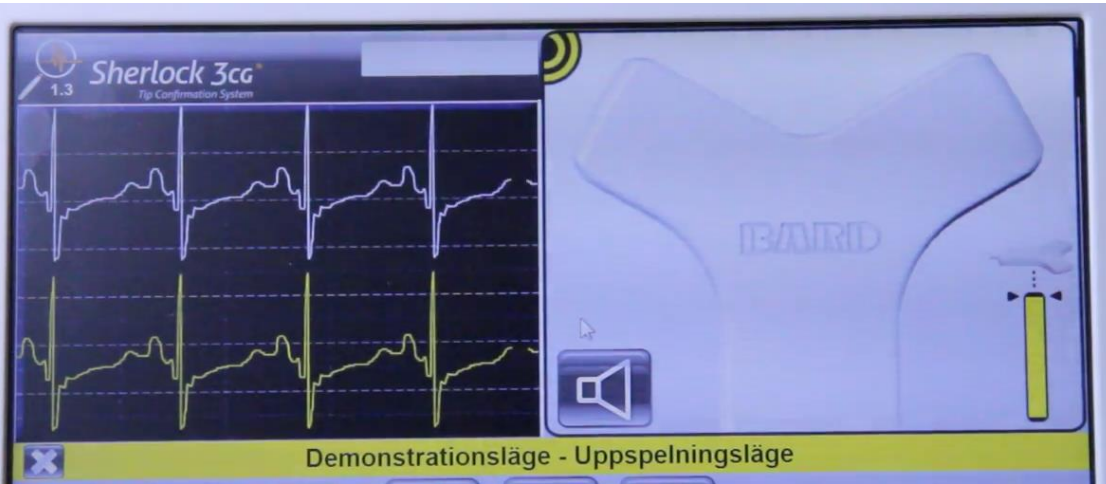 Sherlock 3CG*
Tip Confirmation System
1.3
BARD
Demonstrationsläge - Uppspelningsläge